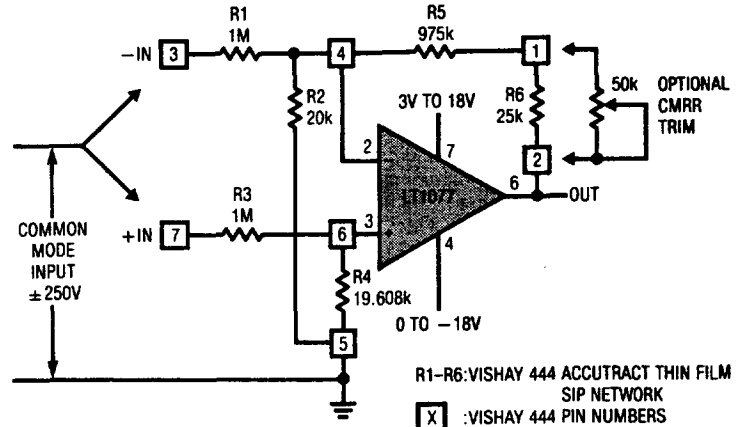 R1
1M
R5
975k
-IN
3
4
1
R2
20k
3V TO 18V
R6
25k
50k
OPTIONAL
CMRR
TRIM
2
7
2
LT1077
6
OUT
R3
1M
+IN
7
6
3
4
COMMON
MODE
INPUT
±250V
R4
19.608k
0 TO -18V
5
R1-R6:VISHAY 444 ACCUTRACT THIN FILM
SIP NETWORK
X :VISHAY 444 PIN NUMBERS